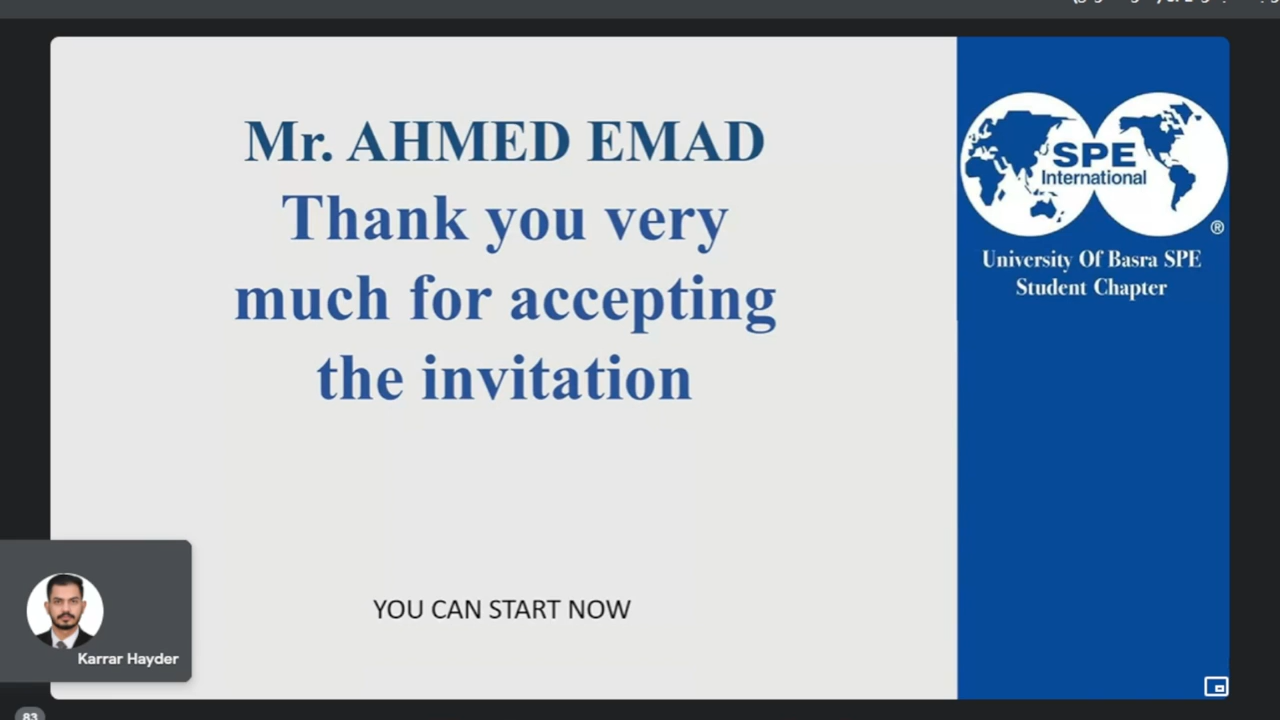 Mr. AHMED EMAD
Thank you very
much for accepting
the invitation
YOU CAN START NOW
SPE
International
®
University Of Basra SPE
Student Chapter
Karrar Hayder
83